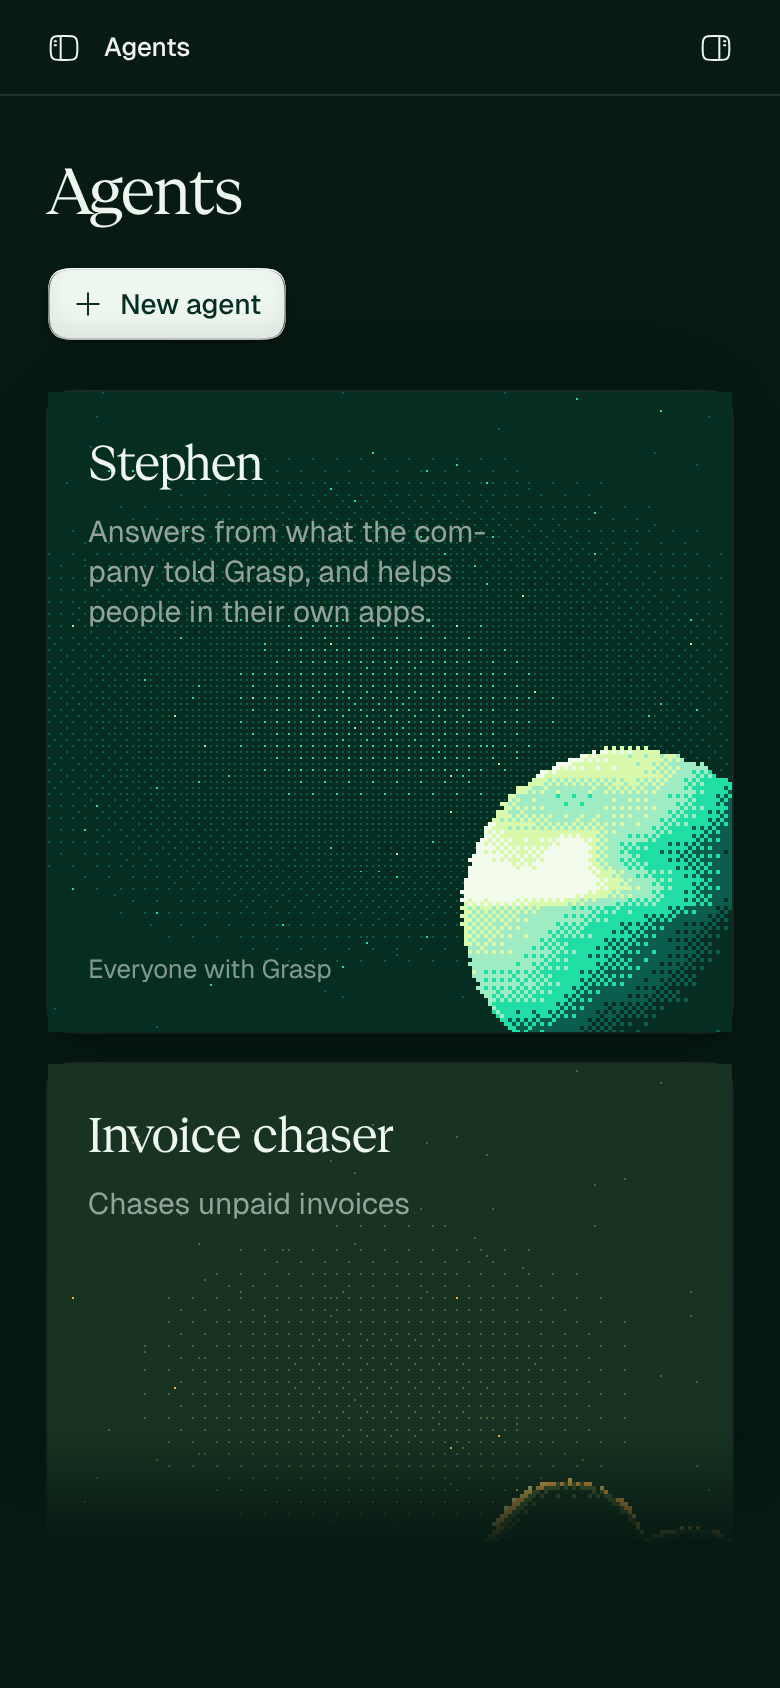 Agents
Agents
New agent
Stephen
Answers from what the com-
pany told Grasp, and helps
people in their own apps.
Everyone with Grasp
Invoice chaser
Chases unpaid invoices